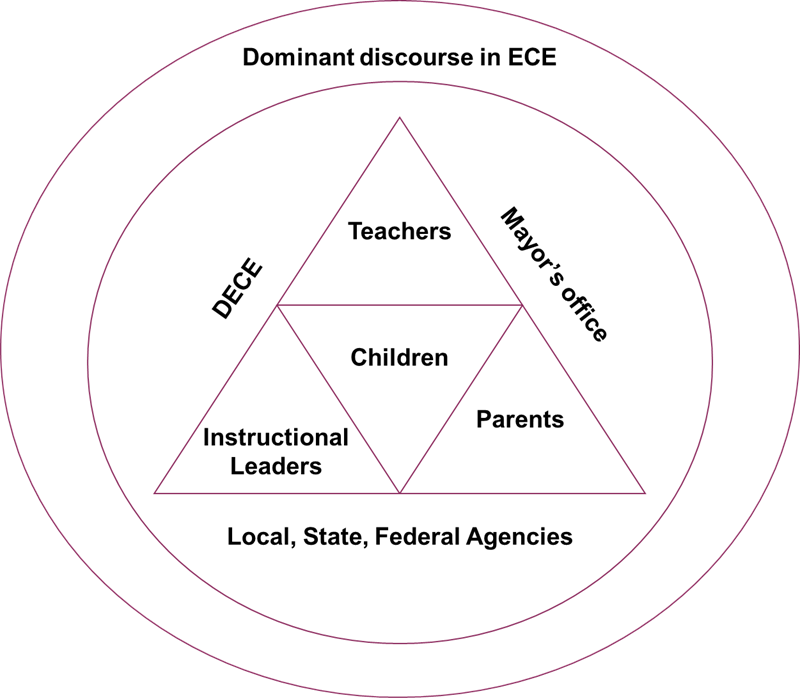 Dominant discourse in ECE
Teachers
DECE
Mayor’s office
Children
Parents
Instructional
Leaders
Local, State, Federal Agencies